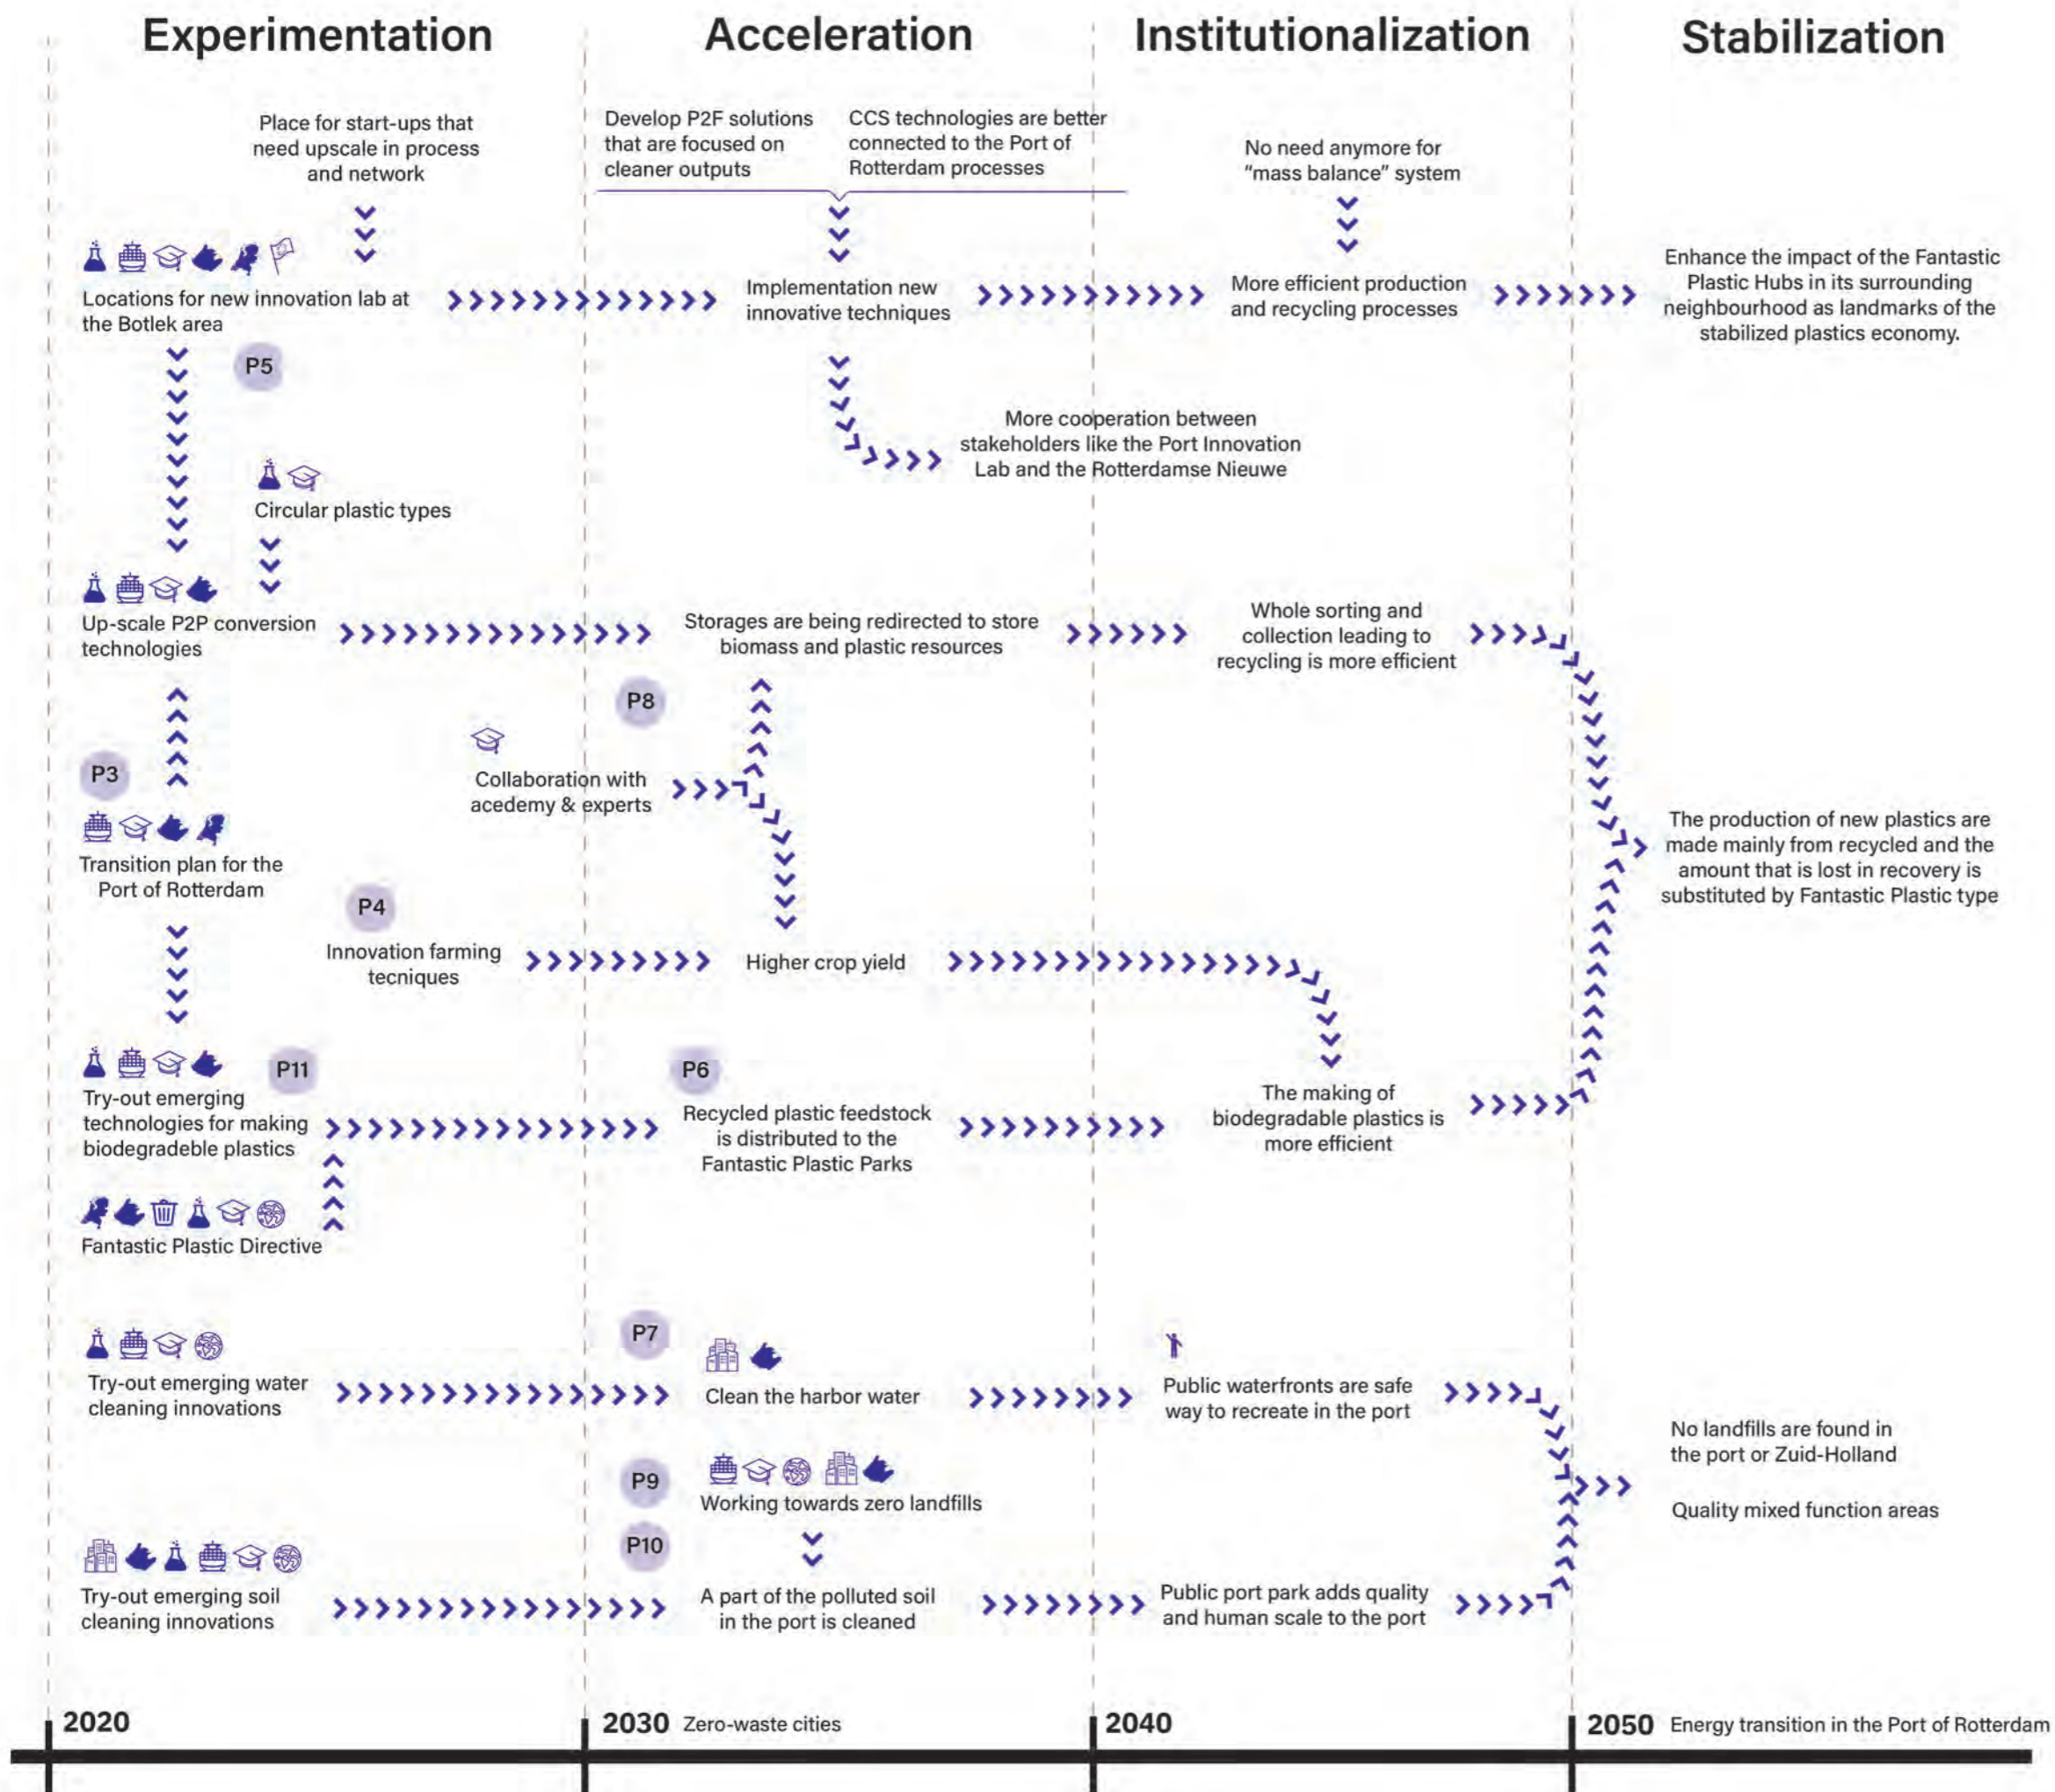 Experimentation
Acceleration
Institutionalization
Stabilization
Place for start-ups that
need upscale in process
and network
Develop P2F solutions
that are focused on
cleaner outputs
CCS technologies are better
connected to the Port of
Rotterdam processes
No need anymore for
“mass balance” system
Locations for new innovation lab at
the Botlek area
Implementation new
innovative techniques
More efficient production
and recycling processes
Enhance the impact of the Fantastic
Plastic Hubs in its surrounding
neighbourhood as landmarks of the
stabilized plastics economy.
P5
More cooperation between
stakeholders like the Port Innovation
Lab and the Rotterdamse Nieuwe
Circular plastic types
Up-scale P2P conversion
technologies
Storages are being redirected to store
biomass and plastic resources
Whole sorting and
collection leading to
recycling is more efficient
P8
P3
Collaboration with
acedemy & experts
Transition plan for the
Port of Rotterdam
The production of new plastics are
made mainly from recycled and the
amount that is lost in recovery is
substituted by Fantastic Plastic type
P4
Innovation farming
tecniques
Higher crop yield
P11
P6
Try-out emerging
technologies for making
biodegradeble plastics
Recycled plastic feedstock
is distributed to the
Fantastic Plastic Parks
The making of
biodegradable plastics is
more efficient
Fantastic Plastic Directive
P7
Try-out emerging water
cleaning innovations
Clean the harbor water
Public waterfronts are safe
way to recreate in the port
No landfills are found in
the port or Zuid-Holland
P9
Working towards zero landfills
Quality mixed function areas
P10
Try-out emerging soil
cleaning innovations
A part of the polluted soil
in the port is cleaned
Public port park adds quality
and human scale to the port
2020
2030 Zero-waste cities
2040
2050 Energy transition in the Port of Rotterdam